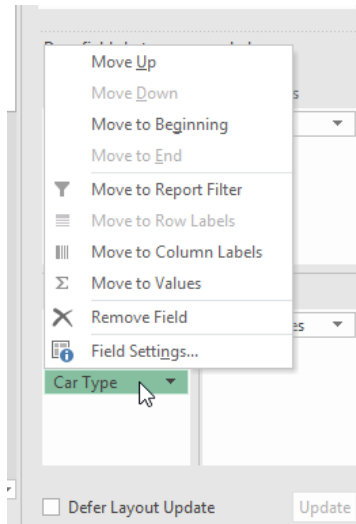 Move Up
Move Down
Move to Beginning
Move to End
Move to Report Filter
Move to Row Labels
Move to Column Labels
Move to Values
Remove Field
Field Settings...
Car Type
Defer Layout Update
Update